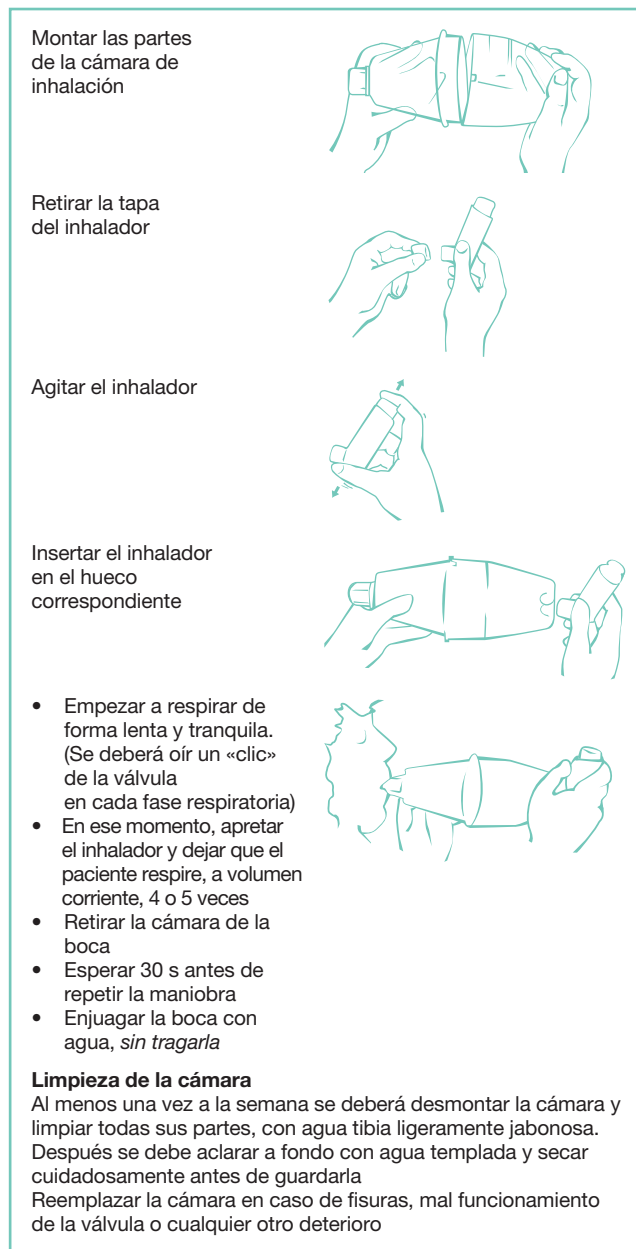 Montar las partes
de la cámara de
inhalación
Retirar la tapa
del inhalador
Agitar el inhalador
Insertar el inhalador
en el hueco
correspondiente
• Empezar a respirar de
forma lenta y tranquila.
(Se deberá oír un «clic»
de la válvula
en cada fase respiratoria)
• En ese momento, apretar
el inhalador y dejar que el
paciente respire, a volumen
corriente, 4 o 5 veces
• Retirar la cámara de la
boca
• Esperar 30 s antes de
repetir la maniobra
• Enjuagar la boca con
agua, sin tragarla
Limpieza de la cámara
Al menos una vez a la semana se deberá desmontar la cámara y
limpiar todas sus partes, con agua tibia ligeramente jabonosa.
Después se debe aclarar a fondo con agua templada y secar
cuidadosamente antes de guardarla
Reemplazar la cámara en caso de fisuras, mal funcionamiento
de la válvula o cualquier otro deterioro